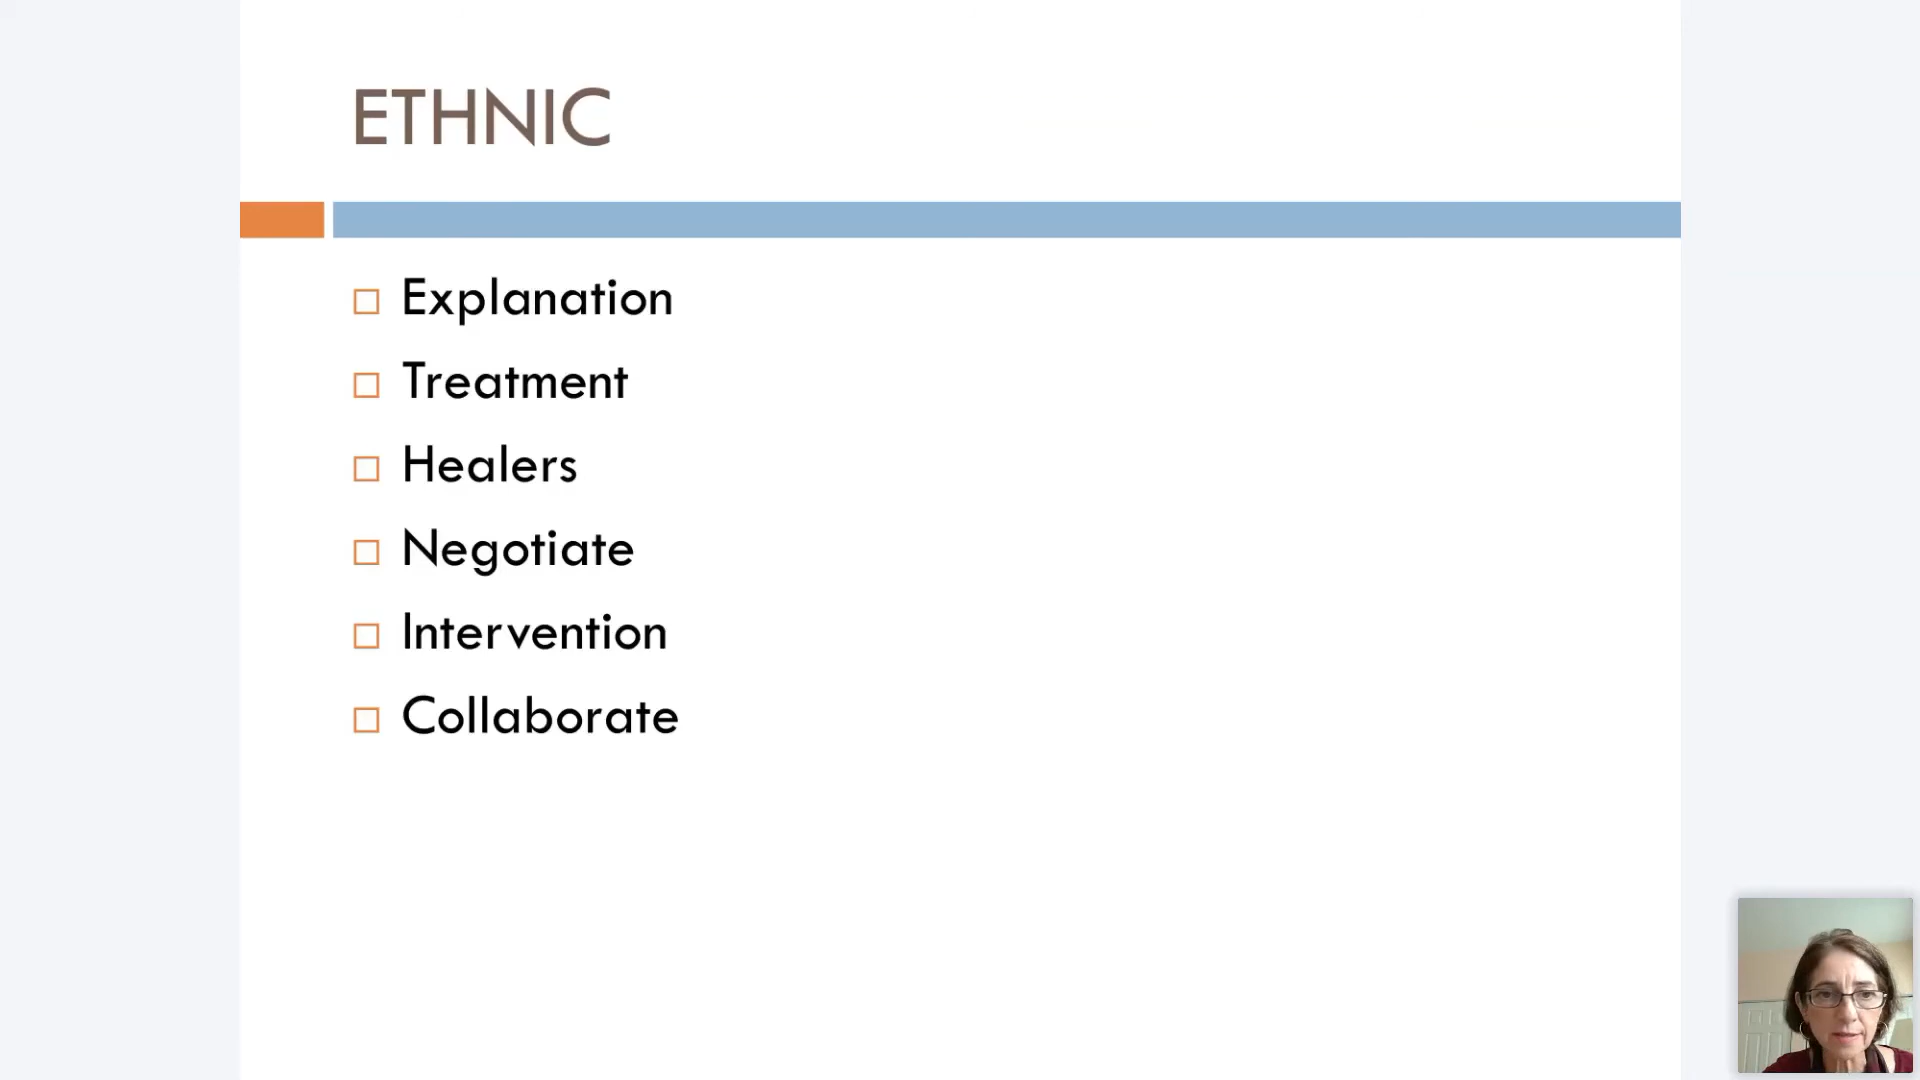 ETHNIC
Explanation
Treatment
Healers
Negotiate
Intervention
Collaborate